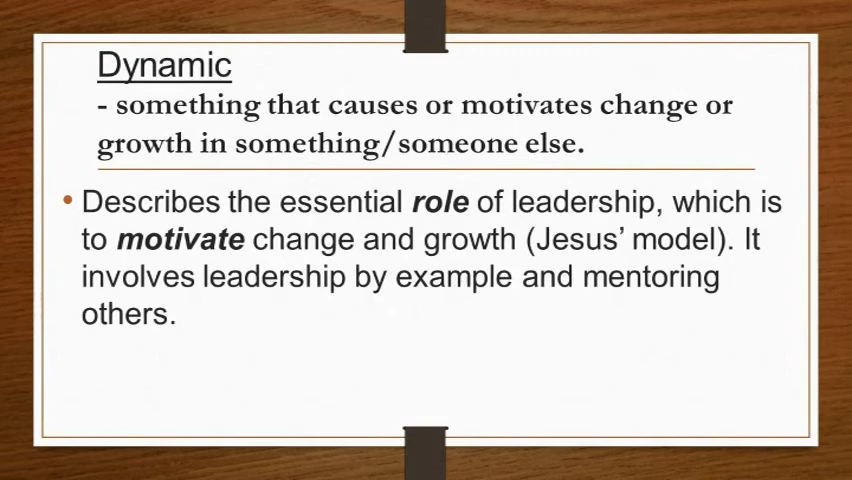 Dynamic
- something that causes or motivates change or
growth in something/someone else.
• Describes the essential role of leadership, which is
to motivate change and growth (Jesus’ model). It
involves leadership by example and mentoring
others.